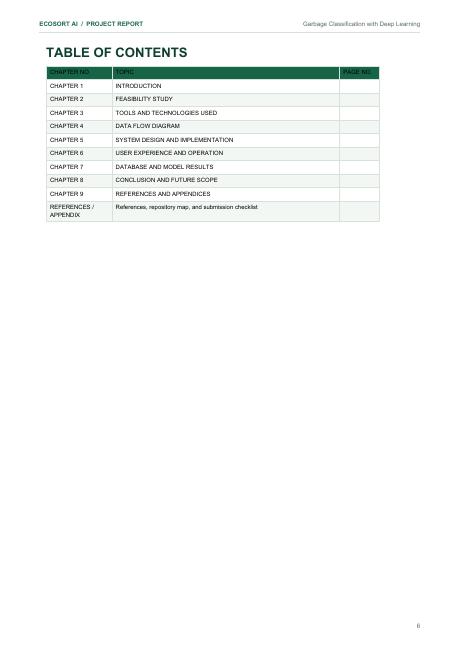 ECOSORT AI / PROJECT REPORT Garbage Classification with Deep Learning
TABLE OF CONTENTS
CHAPTER NO. TOPIC PAGE NO.
CHAPTER 1 INTRODUCTION
CHAPTER 2 FEASIBILITY STUDY
CHAPTER 3 TOOLS AND TECHNOLOGIES USED
CHAPTER 4 DATA FLOW DIAGRAM
CHAPTER 5 SYSTEM DESIGN AND IMPLEMENTATION
CHAPTER 6 USER EXPERIENCE AND OPERATION
CHAPTER 7 DATABASE AND MODEL RESULTS
CHAPTER 8 CONCLUSION AND FUTURE SCOPE
CHAPTER 9 REFERENCES AND APPENDICES
REFERENCES / References, repository map, and submission checklist
APPENDIX
6